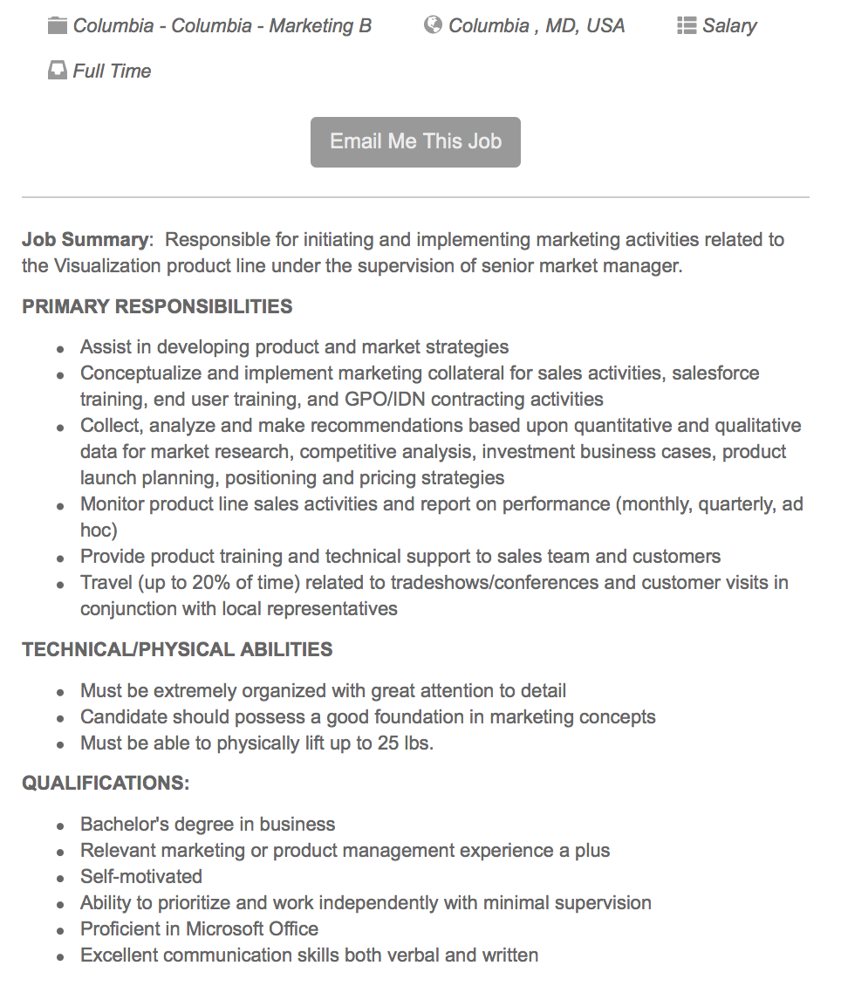 Columbia - Columbia - Marketing B Columbia , MD, USA Salary
Full Time
Email Me This Job
Job Summary:  Responsible for initiating and implementing marketing activities related to
the Visualization product line under the supervision of senior market manager.
PRIMARY RESPONSIBILITIES
• Assist in developing product and market strategies
• Conceptualize and implement marketing collateral for sales activities, salesforce
training, end user training, and GPO/IDN contracting activities
• Collect, analyze and make recommendations based upon quantitative and qualitative
data for market research, competitive analysis, investment business cases, product
launch planning, positioning and pricing strategies
• Monitor product line sales activities and report on performance (monthly, quarterly, ad
hoc)
• Provide product training and technical support to sales team and customers
• Travel (up to 20% of time) related to tradeshows/conferences and customer visits in
conjunction with local representatives
TECHNICAL/PHYSICAL ABILITIES
• Must be extremely organized with great attention to detail
• Candidate should possess a good foundation in marketing concepts
• Must be able to physically lift up to 25 lbs.
QUALIFICATIONS:
• Bachelor's degree in business
• Relevant marketing or product management experience a plus
• Self-motivated
• Ability to prioritize and work independently with minimal supervision
• Proficient in Microsoft Office
• Excellent communication skills both verbal and written